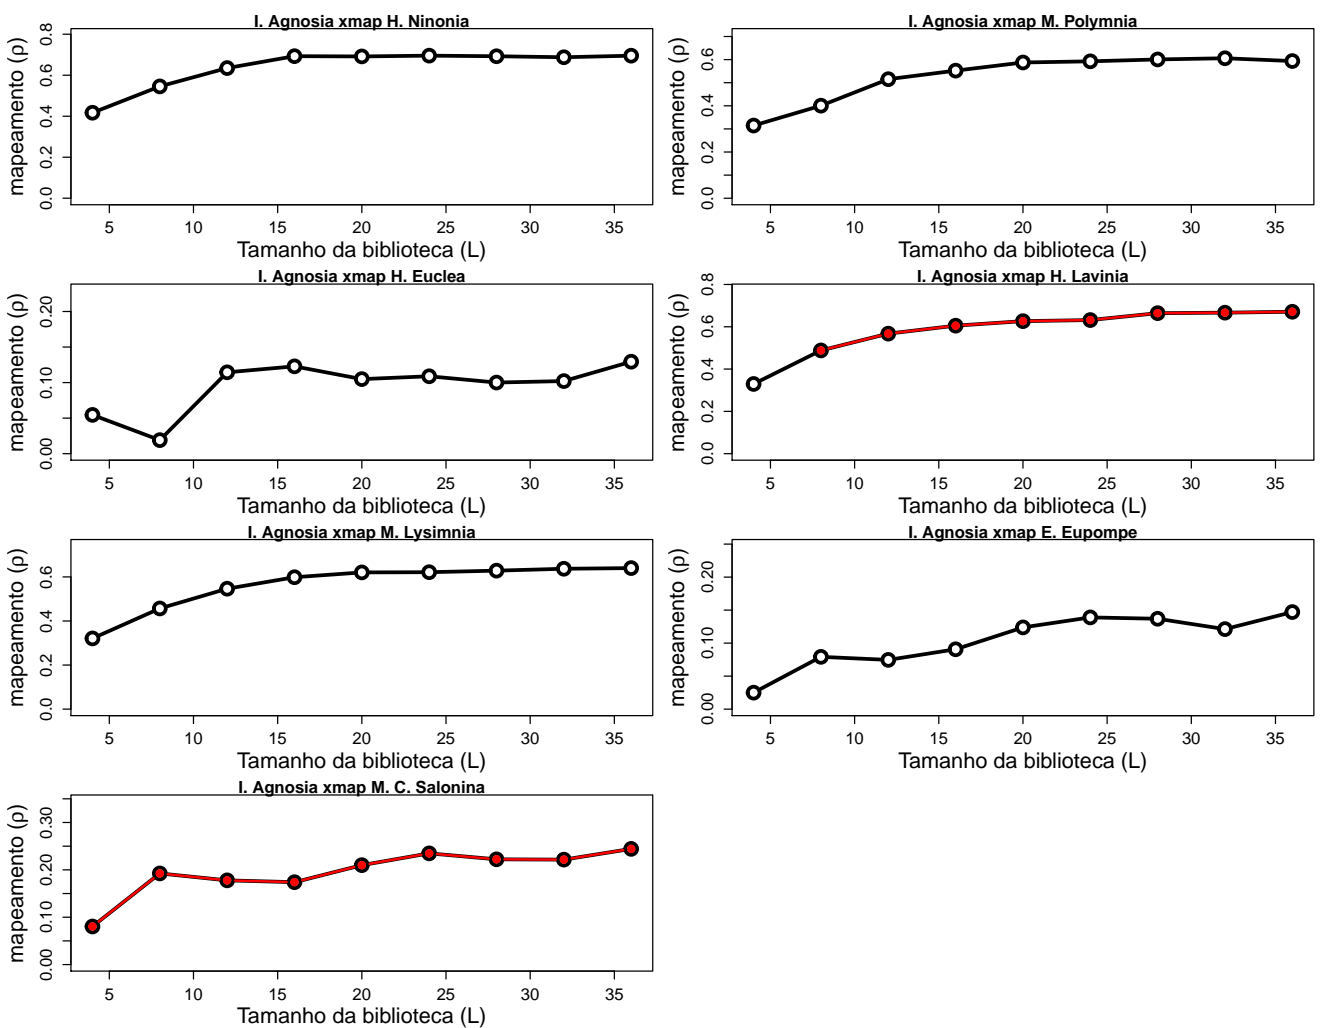 I. Agnosia xmap H. Ninonia
mapeamento (ρ)
0.0 0.2 0.4 0.6 0.8
5 10 15 20 25 30 35
Tamanho da biblioteca (L)
I. Agnosia xmap M. Polymnia
mapeamento (ρ)
0.0 0.2 0.4 0.6
5 10 15 20 25 30 35
Tamanho da biblioteca (L)
I. Agnosia xmap H. Euclea
mapeamento (ρ)
0.00 0.10 0.20
5 10 15 20 25 30 35
Tamanho da biblioteca (L)
I. Agnosia xmap H. Lavinia
mapeamento (ρ)
0.0 0.2 0.4 0.6 0.8
5 10 15 20 25 30 35
Tamanho da biblioteca (L)
I. Agnosia xmap M. Lysimnia
mapeamento (ρ)
0.0 0.2 0.4 0.6
5 10 15 20 25 30 35
Tamanho da biblioteca (L)
I. Agnosia xmap E. Eupompe
mapeamento (ρ)
0.00 0.10 0.20
5 10 15 20 25 30 35
Tamanho da biblioteca (L)
I. Agnosia xmap M. C. Salonina
mapeamento (ρ)
0.00 0.10 0.20 0.30
5 10 15 20 25 30 35
Tamanho da biblioteca (L)